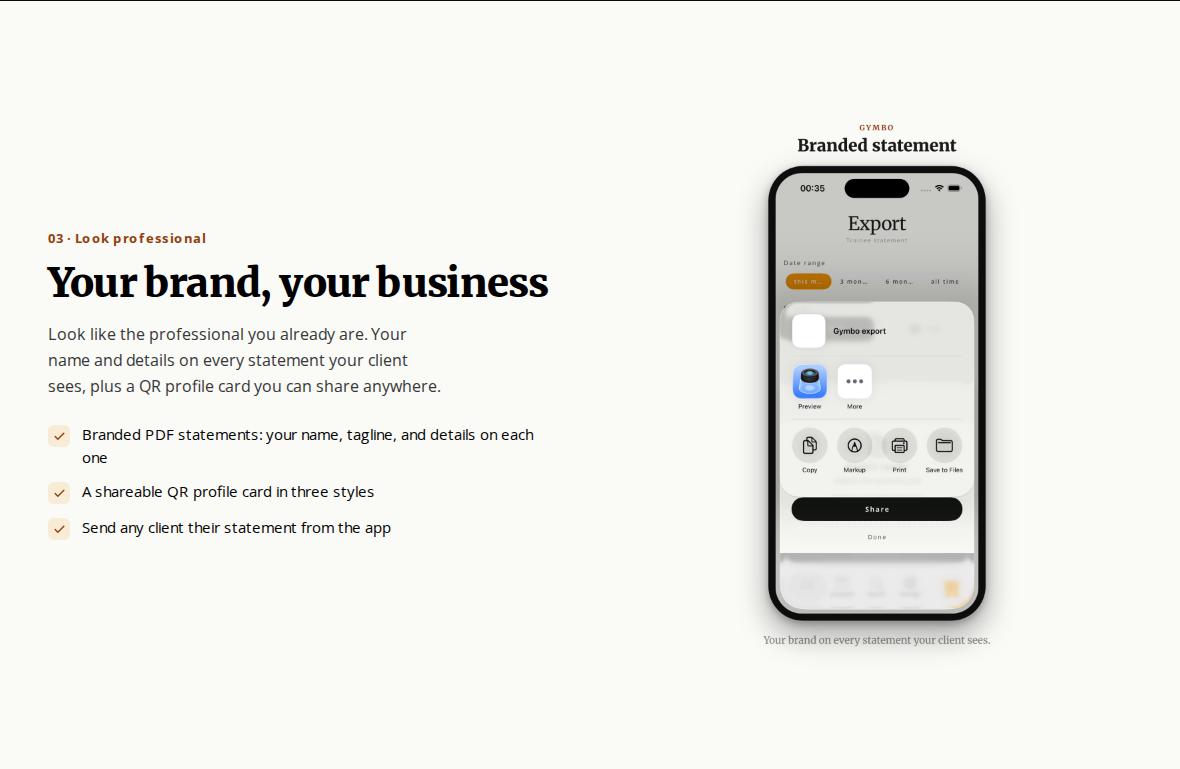 03 · Look professional
Your brand, your business
Look like the professional you already are. Your
name and details on every statement your client
sees, plus a QR profile card you can share anywhere.
Branded PDF statements: your name, tagline, and details on each
one
A shareable QR profile card in three styles
Send any client their statement from the app
GYMBO
Branded statement
00:35
Export
Trainee statement
Date range
this m... 3 mon... 6 mon... all time
Gymbo export
Preview More
Copy Markup Print Save to Files
Share
Done
Your brand on every statement your client sees.